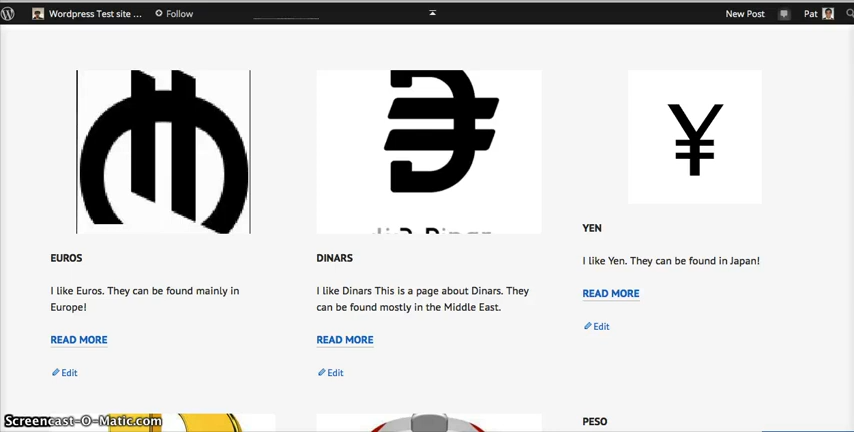 Wordpress Test site ... Follow New Post Pat
¥
EUROS
I like Euros. They can be found mainly in
Europe!
READ MORE
Edit
DINARS
I like Dinars This is a page about Dinars. They
can be found mostly in the Middle East.
READ MORE
Edit
YEN
I like Yen. They can be found in Japan!
READ MORE
Edit
PESO
Screencast-O-Matic.com